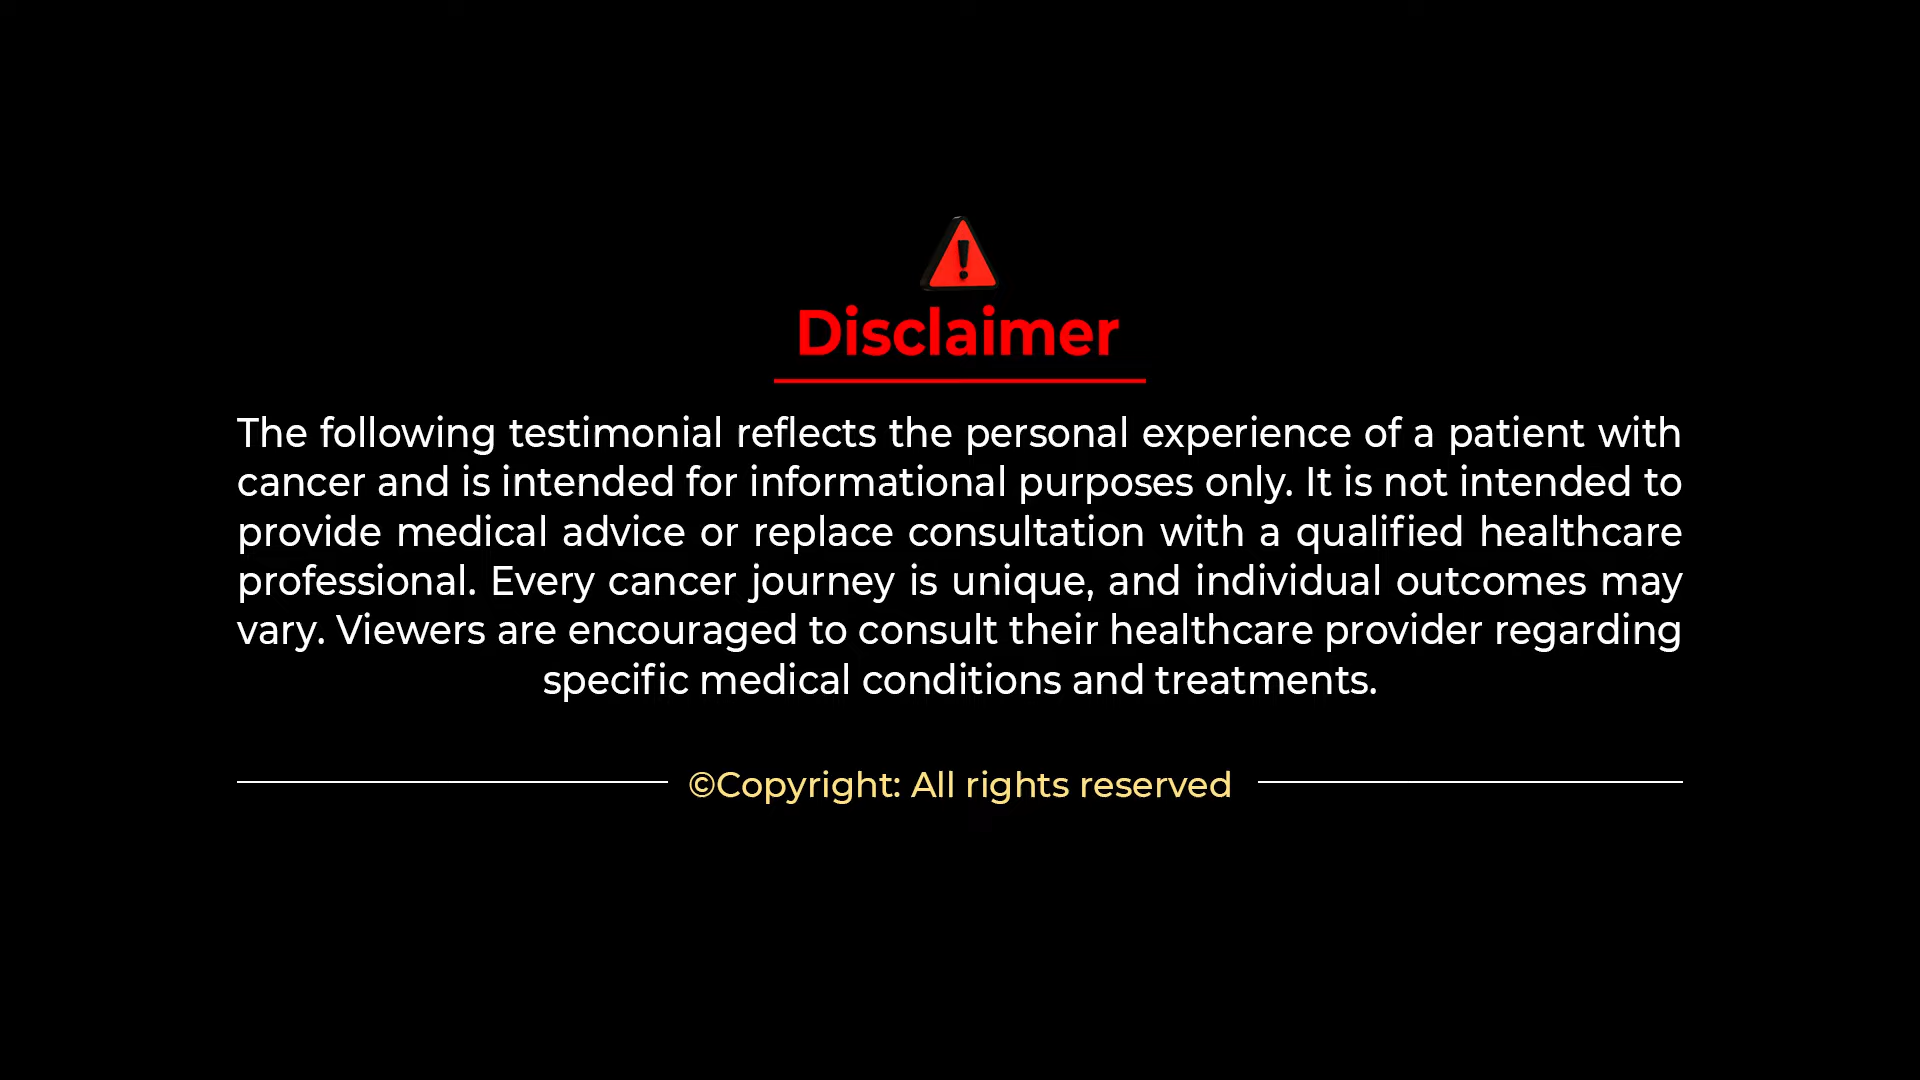 Disclaimer
The following testimonial reflects the personal experience of a patient with
cancer and is intended for informational purposes only. It is not intended to
provide medical advice or replace consultation with a qualified healthcare
professional. Every cancer journey is unique, and individual outcomes may
vary. Viewers are encouraged to consult their healthcare provider regarding
specific medical conditions and treatments.
©Copyright: All rights reserved